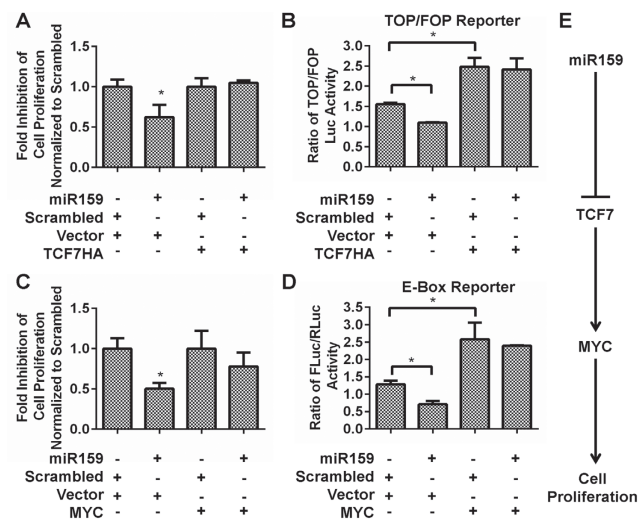 A
Fold Inhibition of
Cell Proliferation
Normalized to Scrambled
1.5
1.0
0.5
0.0
*
miR159 - + - +
Scrambled + - + -
Vector + + - -
TCF7HA - - + +
B
TOP/FOP Reporter
Ratio of TOP/FOP
Luc Activity
3.0
2.5
2.0
1.5
1.0
0.5
0.0
*
*
miR159 - + - +
Scrambled + - + -
Vector + + - -
TCF7HA - - + +
C
Fold Inhibition of
Cell Proliferation
Normalized to Scrambled
1.5
1.0
0.5
0.0
*
miR159 - + - +
Scrambled + - + -
Vector + + - -
MYC - - + +
D
E-Box Reporter
Ratio of FLuc/RLuc
Activity
3.5
3.0
2.5
2.0
1.5
1.0
0.5
0.0
*
*
miR159 - + - +
Scrambled + - + -
Vector + + - -
MYC - - + +
E
miR159
TCF7
MYC
Cell
Proliferation